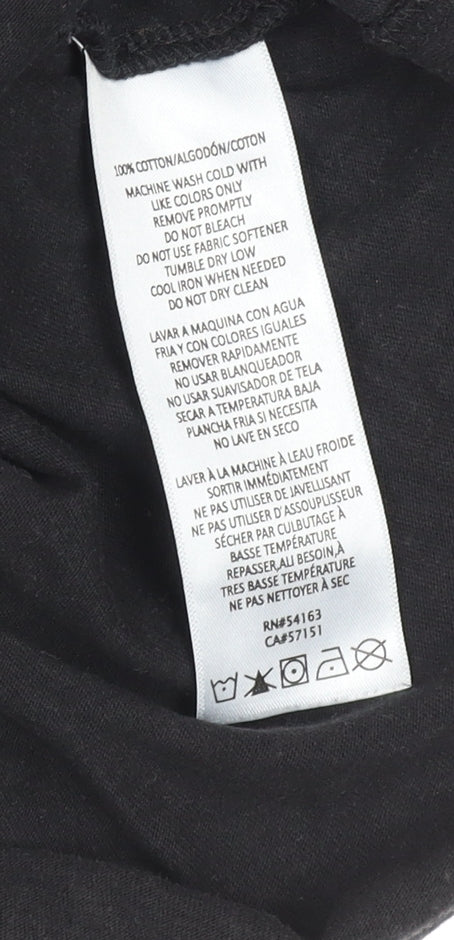 100% COTTON/ALGODÓN/COTON
MACHINE WASH COLD WITH
LIKE COLORS ONLY
REMOVE PROMPTLY
DO NOT BLEACH
DO NOT USE FABRIC SOFTENER
TUMBLE DRY LOW
COOL IRON WHEN NEEDED
DO NOT DRY CLEAN
LAVAR A MAQUINA CON AGUA
FRIA Y CON COLORES IGUALES
REMOVER RAPIDAMENTE
NO USAR BLANQUEADOR
NO USAR SUAVISADOR DE TELA
SECAR A TEMPERATURA BAJA
PLANCHA FRIA SI NECESITA
NO LAVE EN SECO
LAVER À LA MACHINE À LEAU FROIDE
SORTIR IMMÉDIATEMENT
NE PAS UTILISER DE JAVELLISANT
NE PAS UTILISER D'ASSOUPLISSEUR
SÉCHER PAR CULBUTAGE À
BASSE TEMPÉRATURE
REPASSER,AU BESOIN,À
TRES BASSE TEMPÉRATURE
NE PAS NETTOYER À SEC
RN#54163
CA#57151